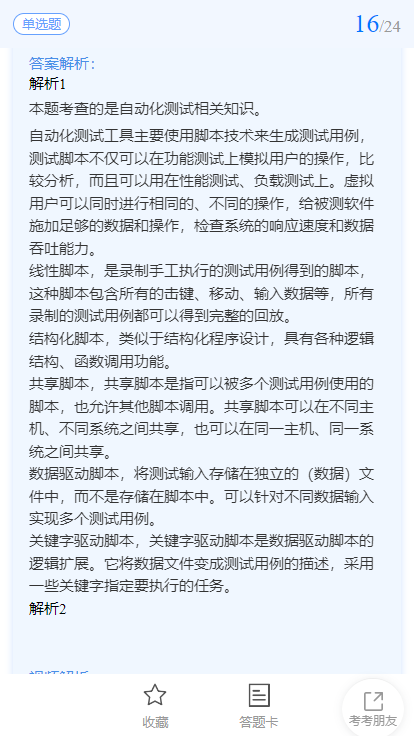 单选题
16/24
答案解析：
解析1
本题考查的是自动化测试相关知识。
自动化测试工具主要使用脚本技术来生成测试用例，
测试脚本不仅可以在功能测试上模拟用户的操作，比
较分析，而且可以用在性能测试、负载测试上。虚拟
用户可以同时进行相同的、不同的操作，给被测软件
施加足够的数据和操作，检查系统的响应速度和数据
吞吐能力。
线性脚本，是录制手工执行的测试用例得到的脚本，
这种脚本包含所有的击键、移动、输入数据等，所有
录制的测试用例都可以得到完整的回放。
结构化脚本，类似于结构化程序设计，具有各种逻辑
结构、函数调用功能。
共享脚本，共享脚本是指可以被多个测试用例使用的
脚本，也允许其他脚本调用。共享脚本可以在不同主
机、不同系统之间共享，也可以在同一主机、同一系
统之间共享。
数据驱动脚本，将测试输入存储在独立的（数据）文
件中，而不是存储在脚本中。可以针对不同数据输入
实现多个测试用例。
关键字驱动脚本，关键字驱动脚本是数据驱动脚本的
逻辑扩展。它将数据文件变成测试用例的描述，采用
一些关键字指定要执行的任务。
解析2
收藏
答题卡
考考朋友